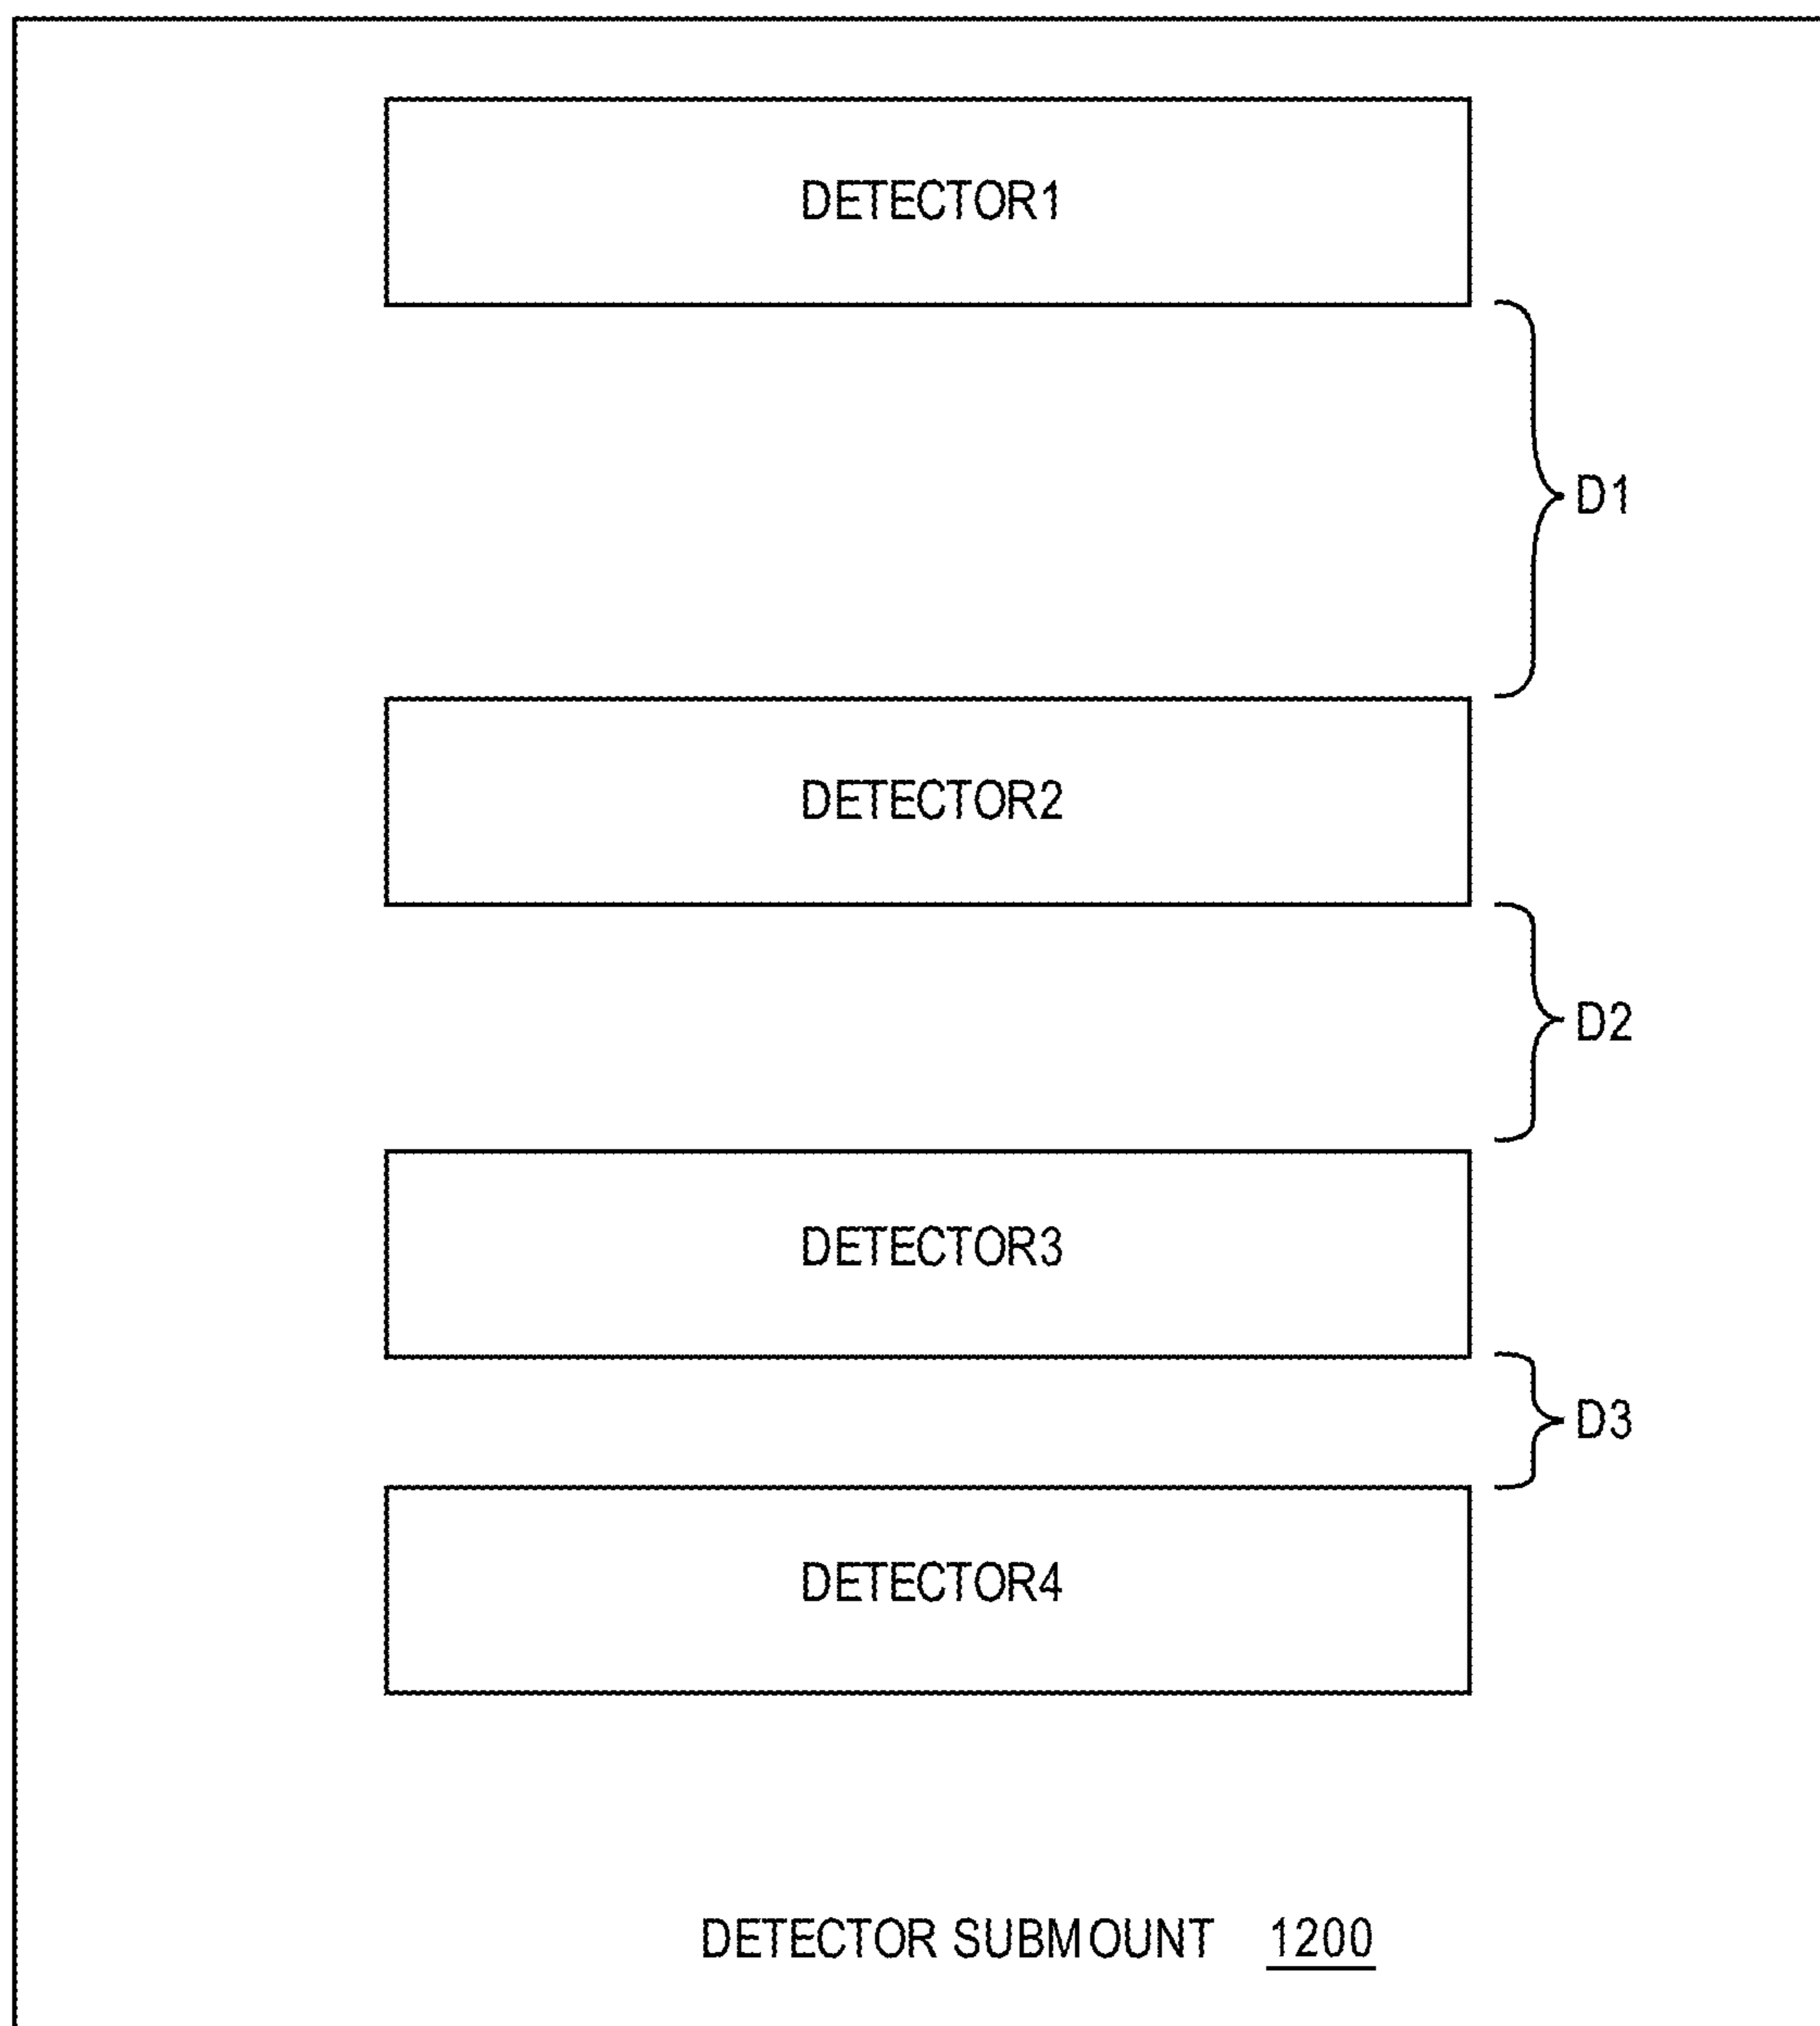 DETECTOR1
D1
DETECTOR2
D2
DETECTOR3
D3
DETECTOR4
DETECTOR SUBMOUNT 1200